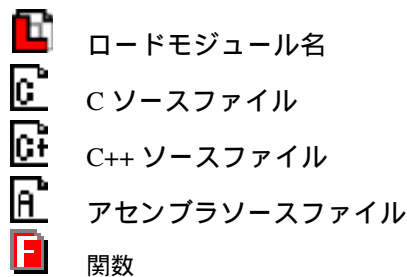 L ロードモジュール名
C C ソースファイル
C+ C++ ソースファイル
A アセンブラソースファイル
F 関数